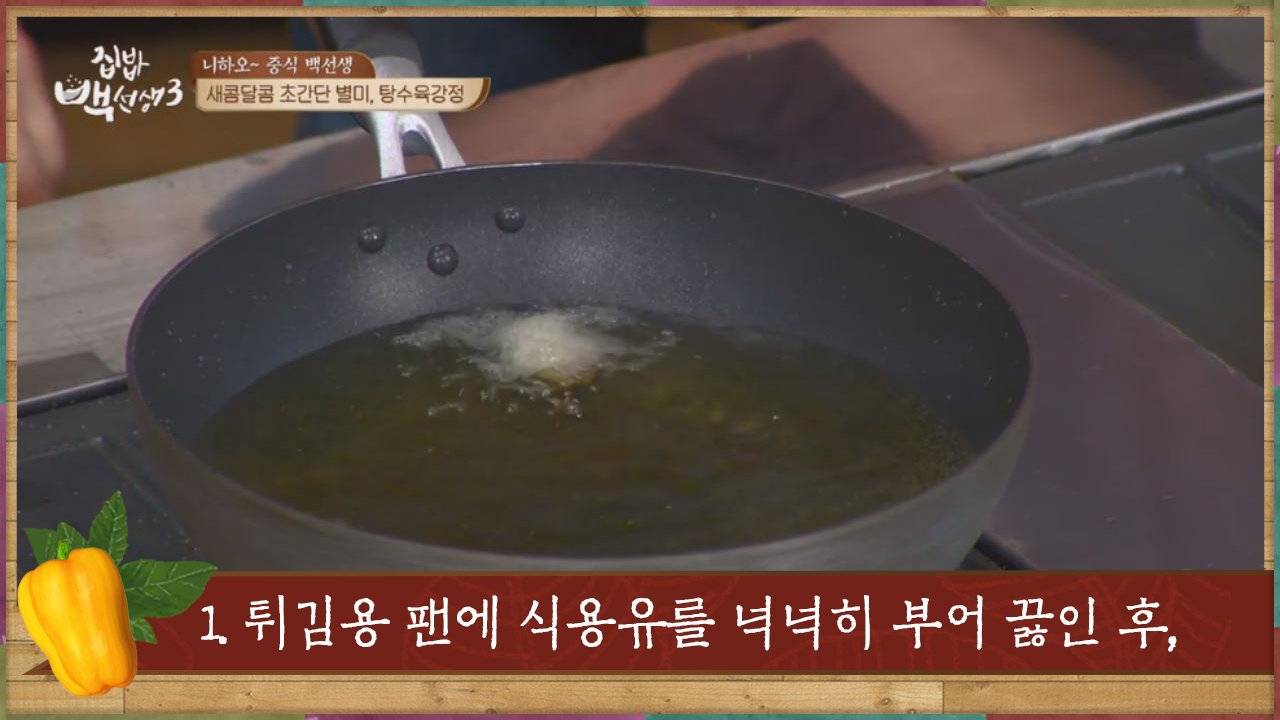 집밥
백선생3
니하오~ 중식 백선생
새콤달콤 초간단 별미, 탕수육강정
1. 튀김용 팬에 식용유를 넉넉히 부어 끓인 후,